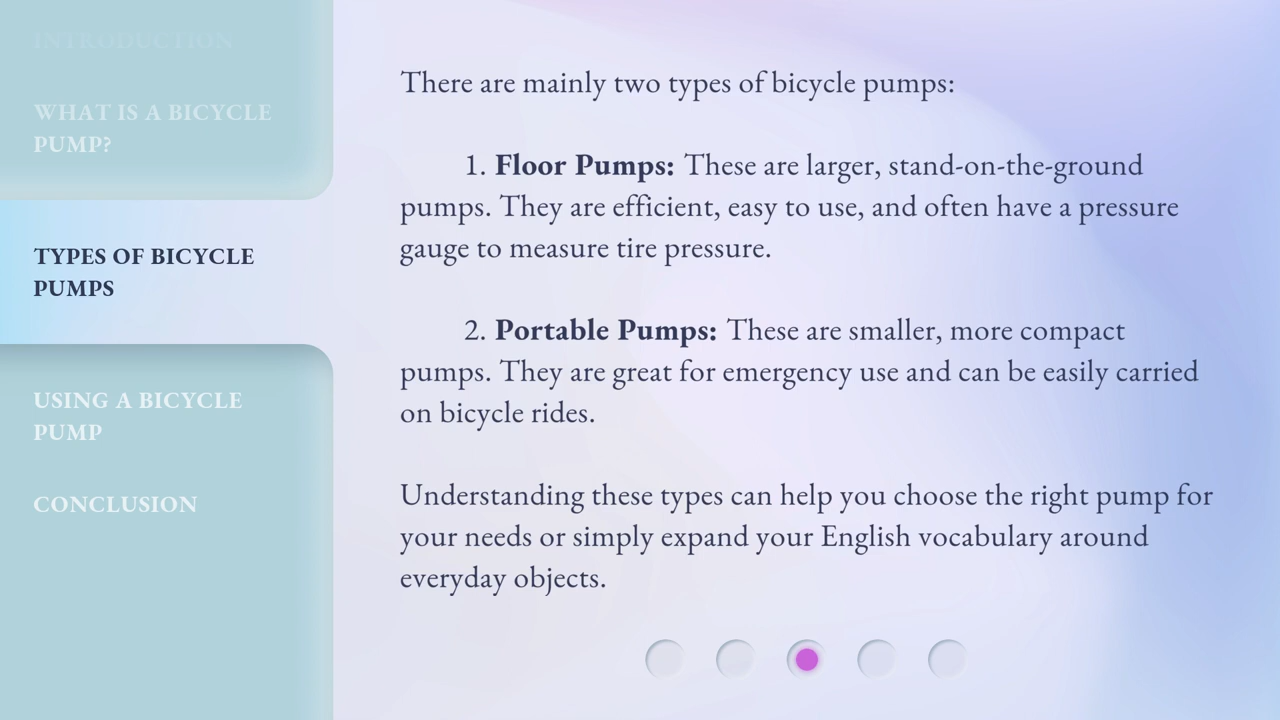 INTRODUCTION
WHAT IS A BICYCLE
PUMP?
TYPES OF BICYCLE
PUMPS
USING A BICYCLE
PUMP
CONCLUSION
There are mainly two types of bicycle pumps:
1. Floor Pumps: These are larger, stand-on-the-ground
pumps. They are efficient, easy to use, and often have a pressure
gauge to measure tire pressure.
2. Portable Pumps: These are smaller, more compact
pumps. They are great for emergency use and can be easily carried
on bicycle rides.
Understanding these types can help you choose the right pump for
your needs or simply expand your English vocabulary around
everyday objects.